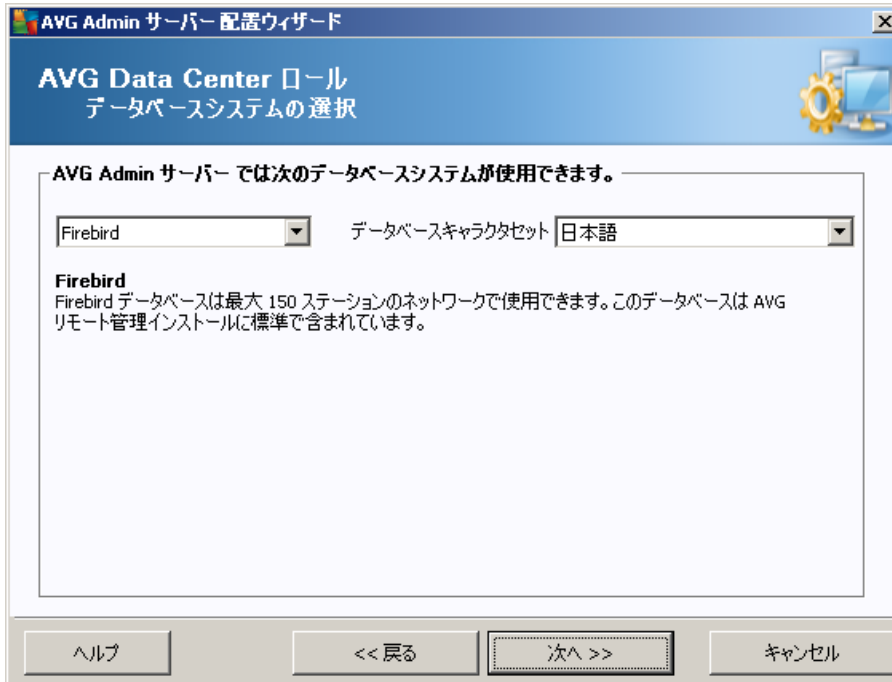 AVG Admin サーバー 配置ウィザード
AVG Data Center ロール
データベースシステムの選択
AVG Admin サーバー では次のデータベースシステムが使用できます。
Firebird データベースキャラクタセット 日本語
Firebird
Firebird データベースは最大 150 ステーションのネットワークで使用できます。このデータベースは AVG
リモート管理インストールに標準で含まれています。
ヘルプ << 戻る 次へ >> キャンセル